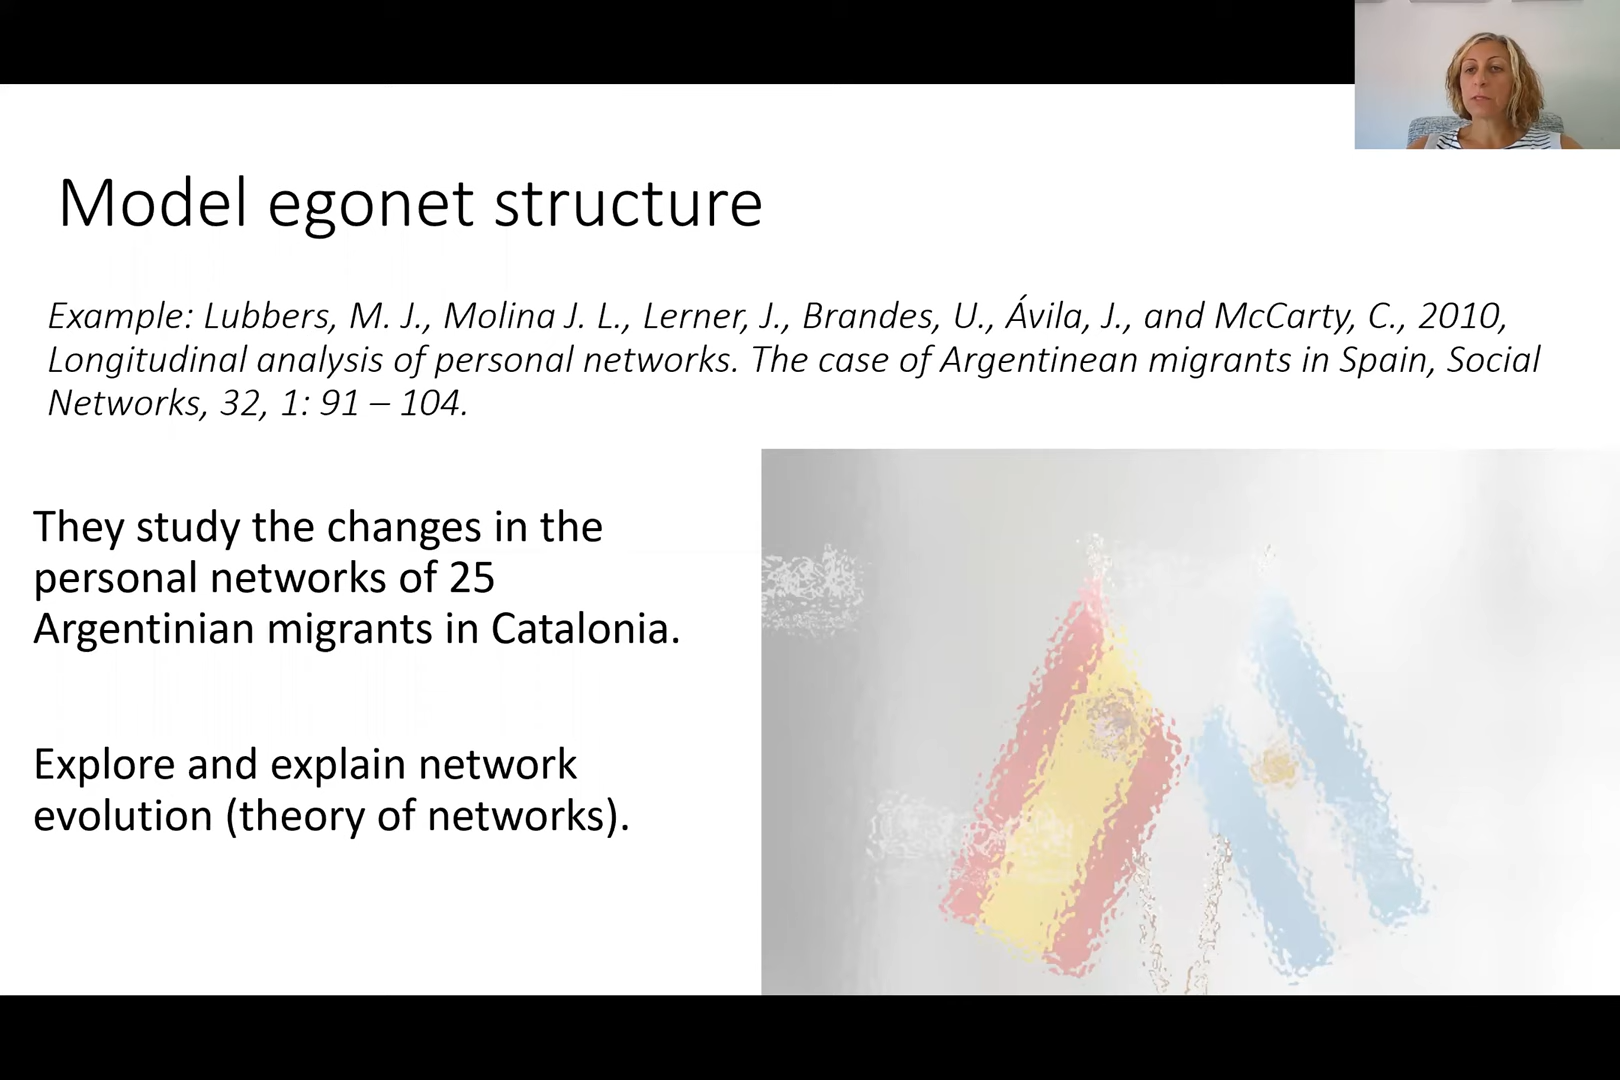 Model egonet structure
Example: Lubbers, M. J., Molina J. L., Lerner, J., Brandes, U., Ávila, J., and McCarty, C., 2010,
Longitudinal analysis of personal networks. The case of Argentinean migrants in Spain, Social
Networks, 32, 1: 91 – 104.
They study the changes in the
personal networks of 25
Argentinian migrants in Catalonia.
Explore and explain network
evolution (theory of networks).